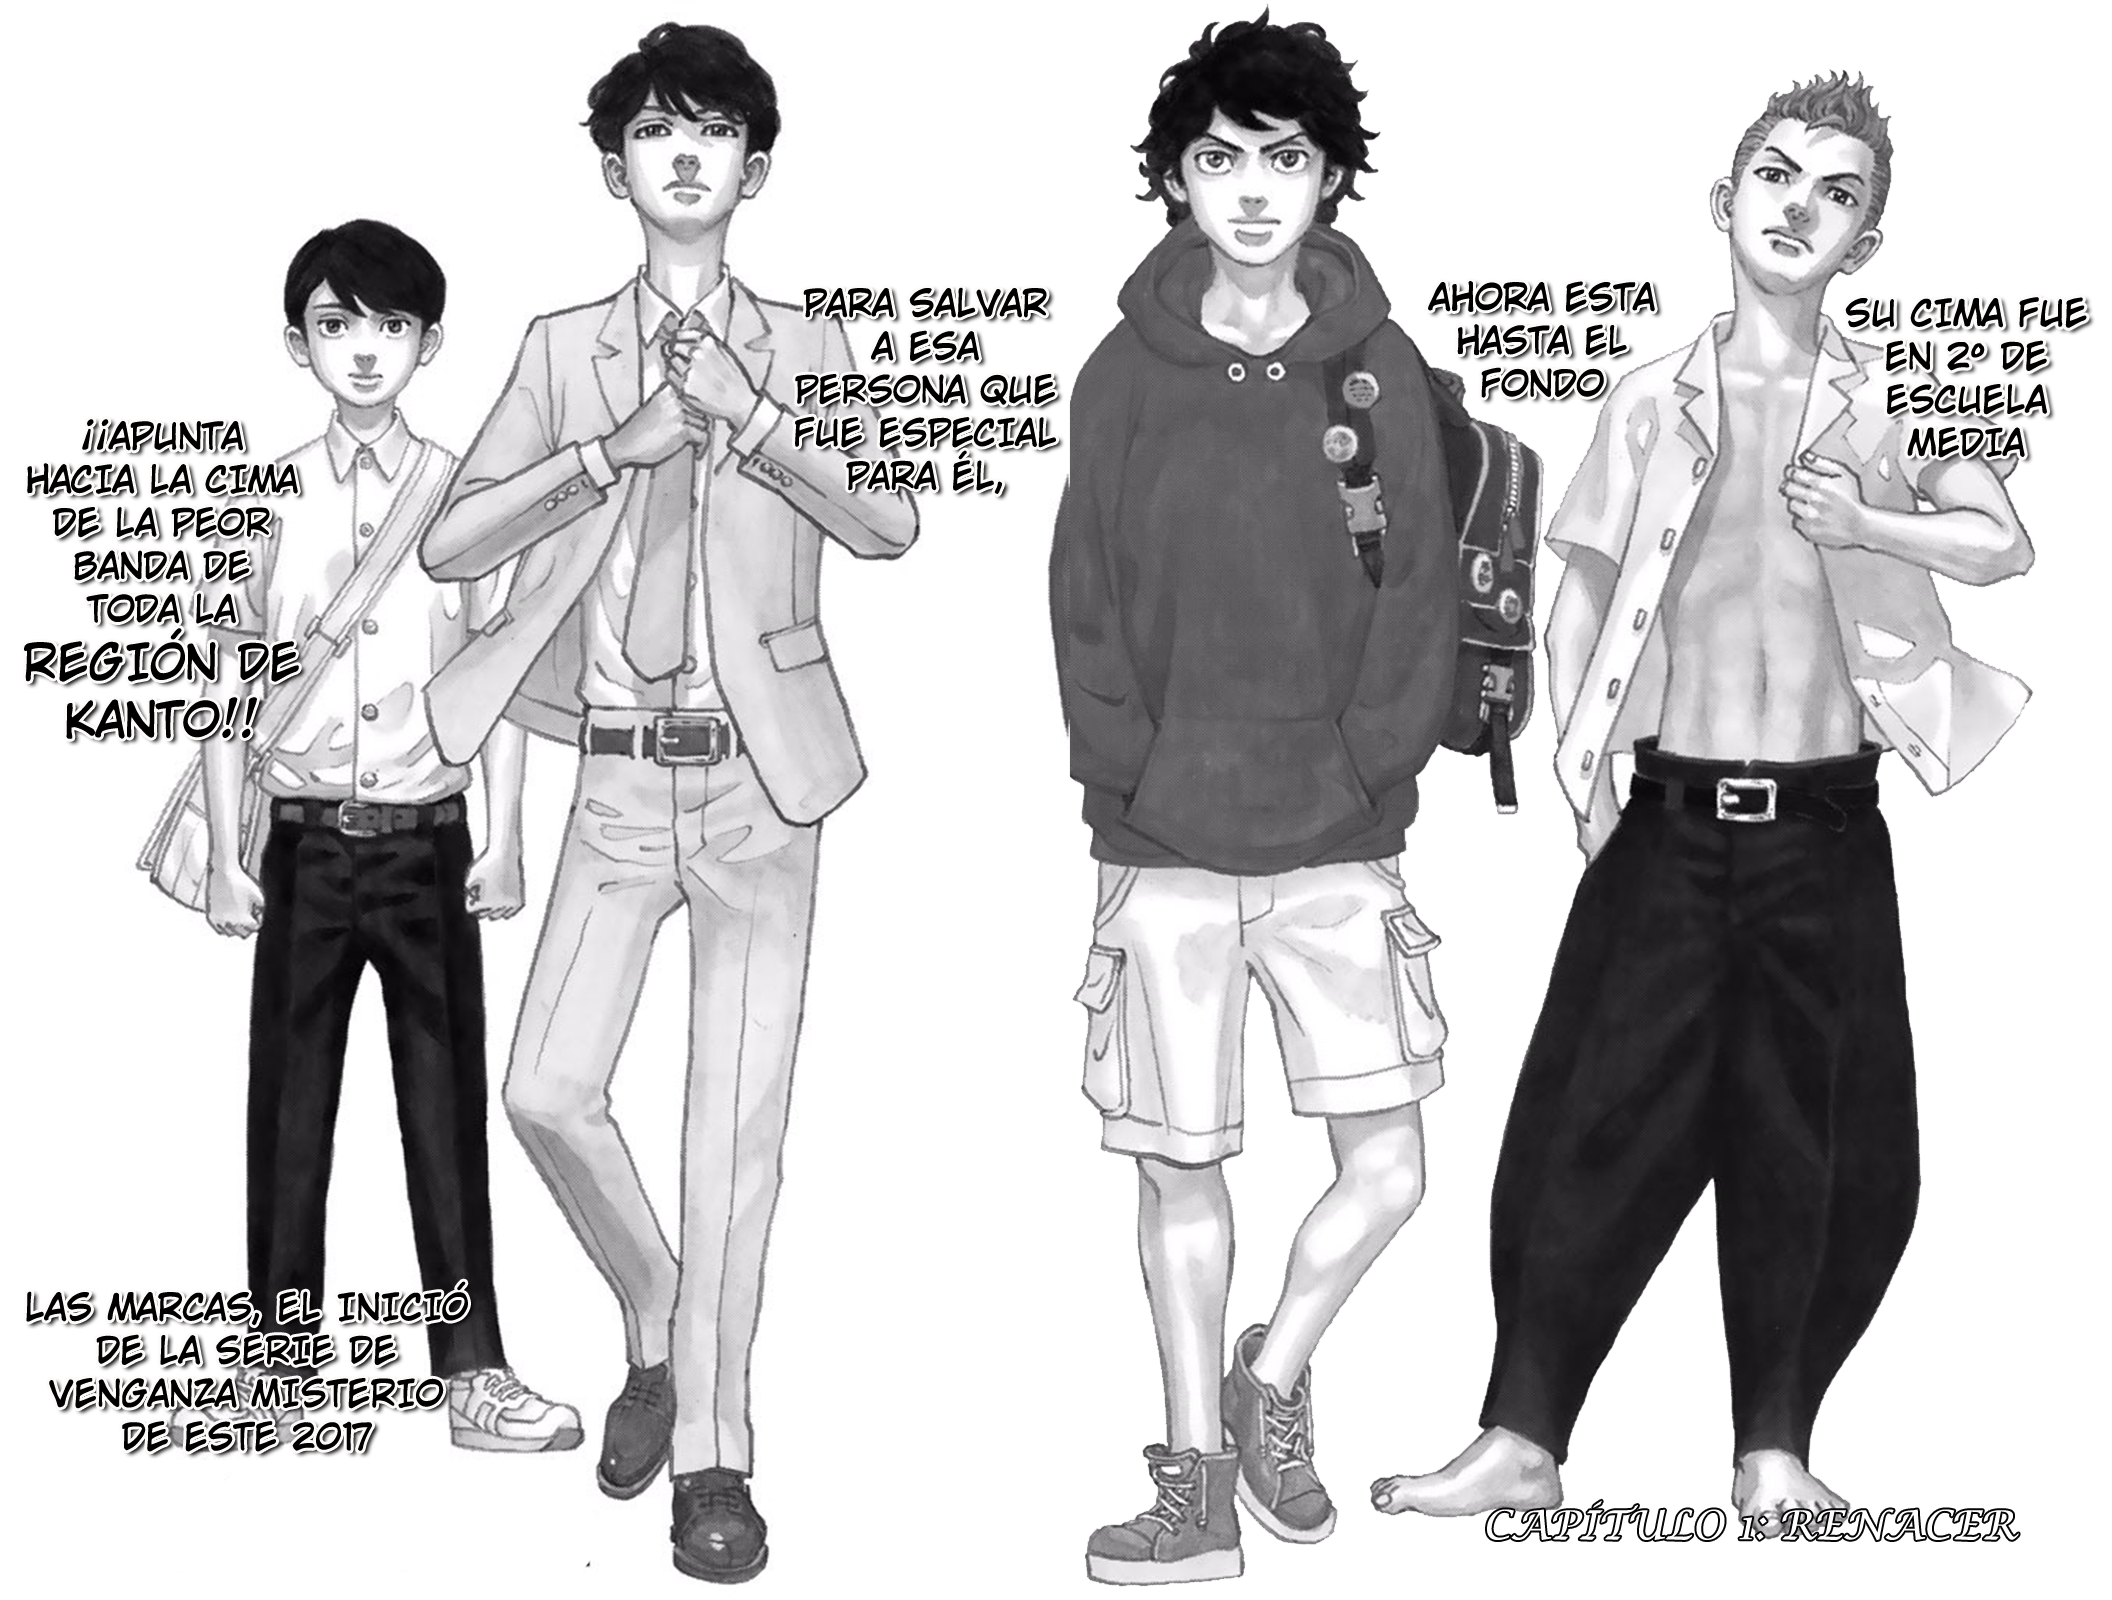 SU CIMA FUE
EN 2º DE
ESCUELA
MEDIA
AHORA ESTA
HASTA EL
FONDO
PARA SALVAR
A ESA
PERSONA QUE
FUE ESPECIAL
PARA ÉL,
¡¡APUNTA
HACIA LA CIMA
DE LA PEOR
BANDA DE
TODA LA
REGIÓN DE
KANTO!!
LAS MARCAS, EL INICIÓ
DE LA SERIE DE
VENGANZA MISTERIO
DE ESTE 2017
CAPÍTULO 1: RENACER